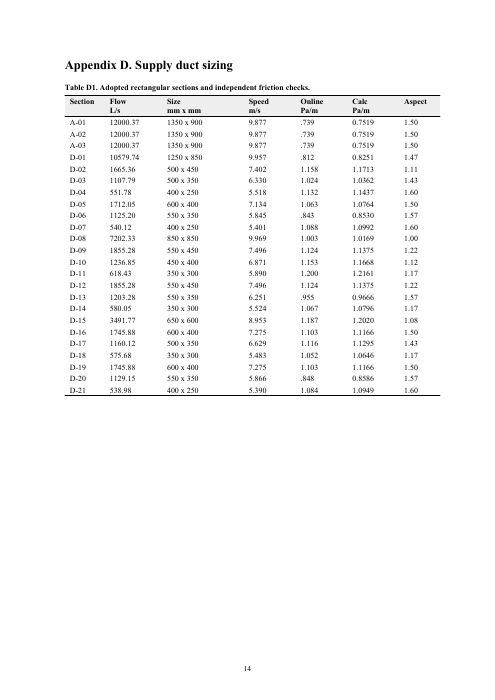 Appendix D. Supply duct sizing
Table D1. Adopted rectangular sections and independent friction checks.
Section Flow Size Speed Online Calc Aspect
L/s mm x mm m/s Pa/m Pa/m
A-01 12000.37 1350 x 900 9.877 .739 0.7519 1.50
A-02 12000.37 1350 x 900 9.877 .739 0.7519 1.50
A-03 12000.37 1350 x 900 9.877 .739 0.7519 1.50
D-01 10579.74 1250 x 850 9.957 .812 0.8251 1.47
D-02 1665.36 500 x 450 7.402 1.158 1.1713 1.11
D-03 1107.79 500 x 350 6.330 1.024 1.0362 1.43
D-04 551.78 400 x 250 5.518 1.132 1.1437 1.60
D-05 1712.05 600 x 400 7.134 1.063 1.0764 1.50
D-06 1125.20 550 x 350 5.845 .843 0.8530 1.57
D-07 540.12 400 x 250 5.401 1.088 1.0992 1.60
D-08 7202.33 850 x 850 9.969 1.003 1.0169 1.00
D-09 1855.28 550 x 450 7.496 1.124 1.1375 1.22
D-10 1236.85 450 x 400 6.871 1.153 1.1668 1.12
D-11 618.43 350 x 300 5.890 1.200 1.2161 1.17
D-12 1855.28 550 x 450 7.496 1.124 1.1375 1.22
D-13 1203.28 550 x 350 6.251 .955 0.9666 1.57
D-14 580.05 350 x 300 5.524 1.067 1.0796 1.17
D-15 3491.77 650 x 600 8.953 1.187 1.2020 1.08
D-16 1745.88 600 x 400 7.275 1.103 1.1166 1.50
D-17 1160.12 500 x 350 6.629 1.116 1.1295 1.43
D-18 575.68 350 x 300 5.483 1.052 1.0646 1.17
D-19 1745.88 600 x 400 7.275 1.103 1.1166 1.50
D-20 1129.15 550 x 350 5.866 .848 0.8586 1.57
D-21 538.98 400 x 250 5.390 1.084 1.0949 1.60
14